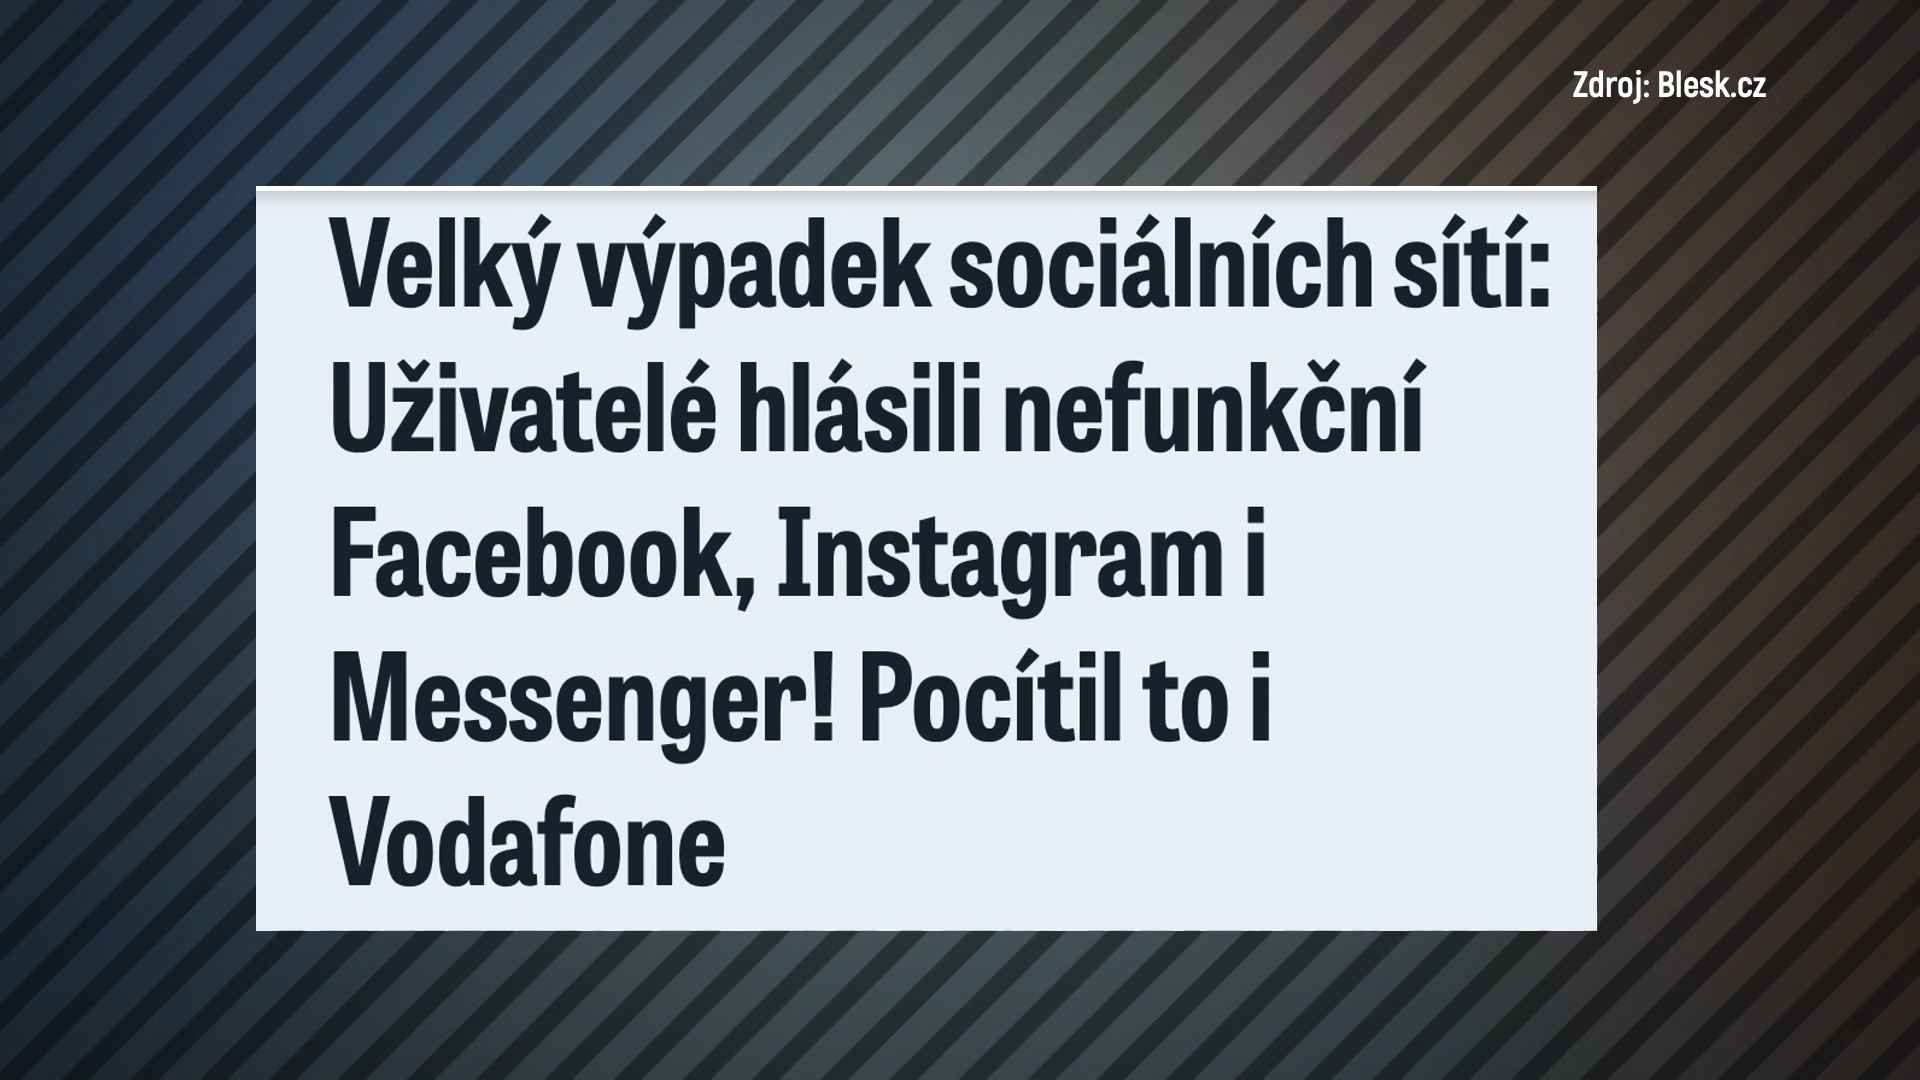 Zdroj: Blesk.cz
Velký výpadek sociálních sítí:
Uživatelé hlásili nefunkční
Facebook, Instagram i
Messenger! Pocítil to i
Vodafone